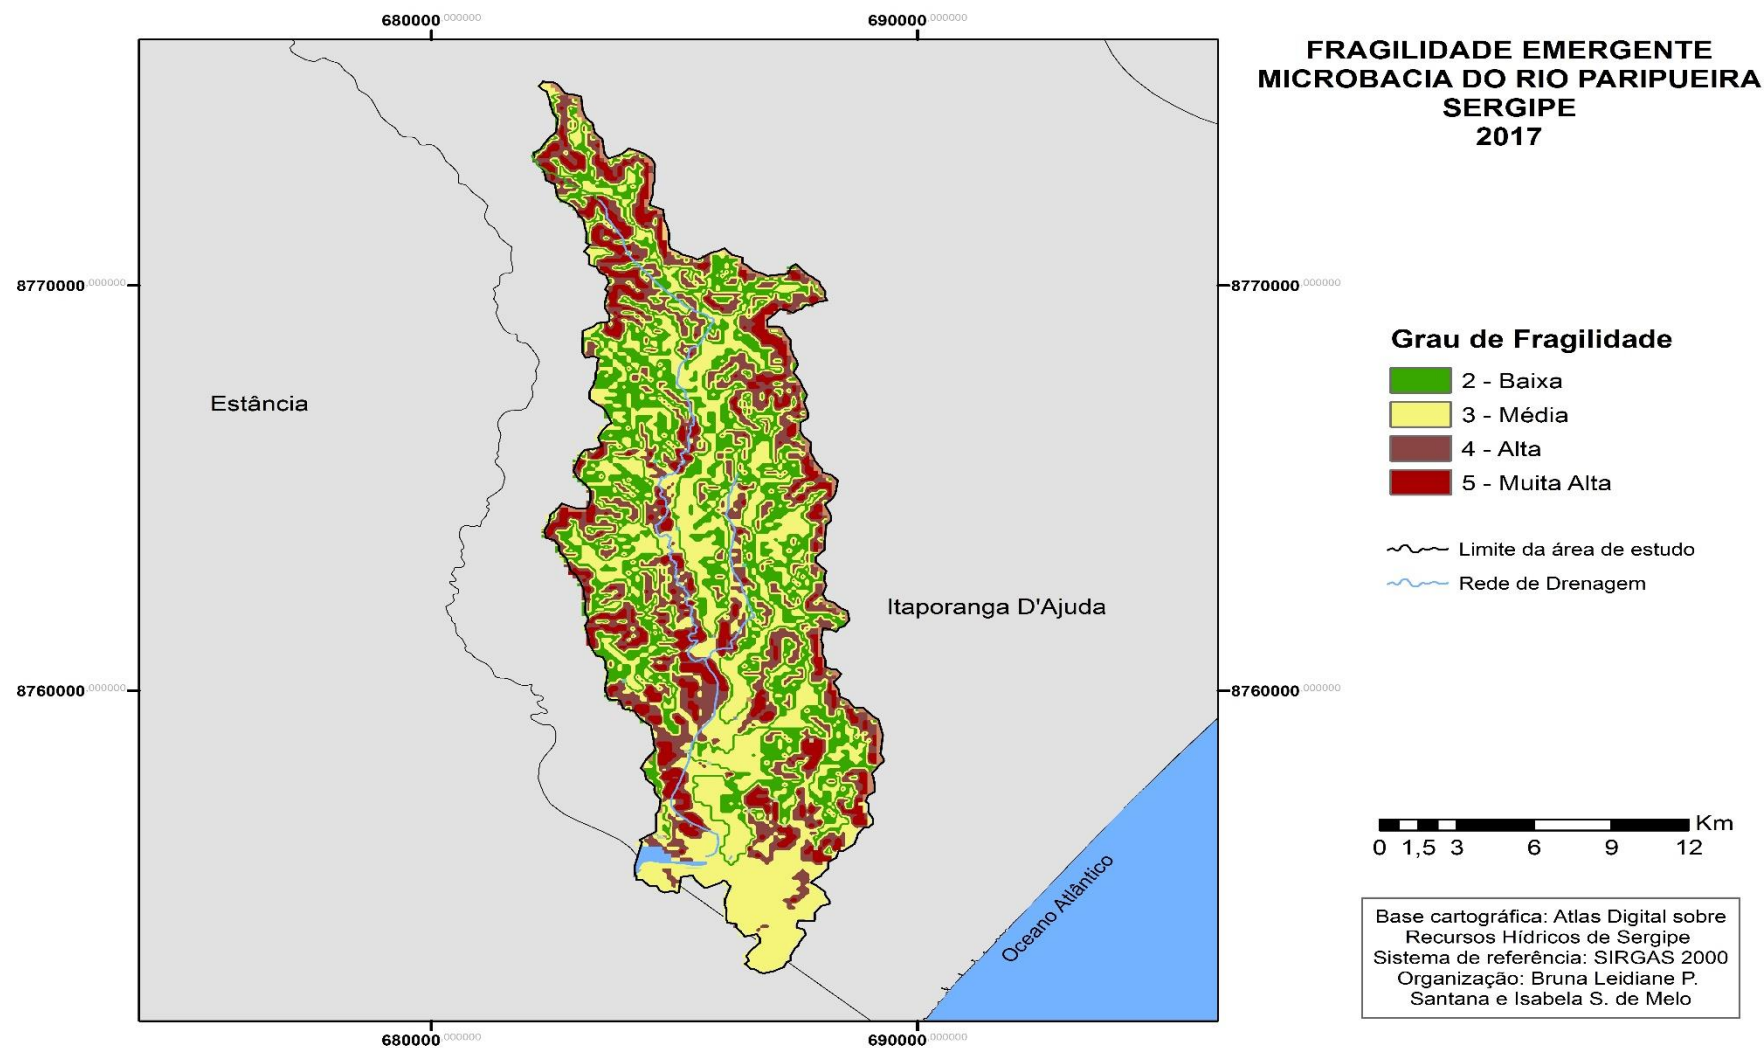 680000,000000
690000,000000
FRAGILIDADE EMERGENTE
MICROBACIA DO RIO PARIPUEIRA
SERGIPE
2017
8770000,000000
8770000,000000
Grau de Fragilidade
2 - Baixa
3 - Média
4 - Alta
5 - Muita Alta
Limite da área de estudo
Rede de Drenagem
Estância
Itaporanga D'Ajuda
8760000,000000
8760000,000000
Oceano Atlântico
Km
0 1,5 3 6 9 12
Base cartográfica: Atlas Digital sobre
Recursos Hídricos de Sergipe
Sistema de referência: SIRGAS 2000
Organização: Bruna Leidiane P.
Santana e Isabela S. de Melo
680000,000000
690000,000000